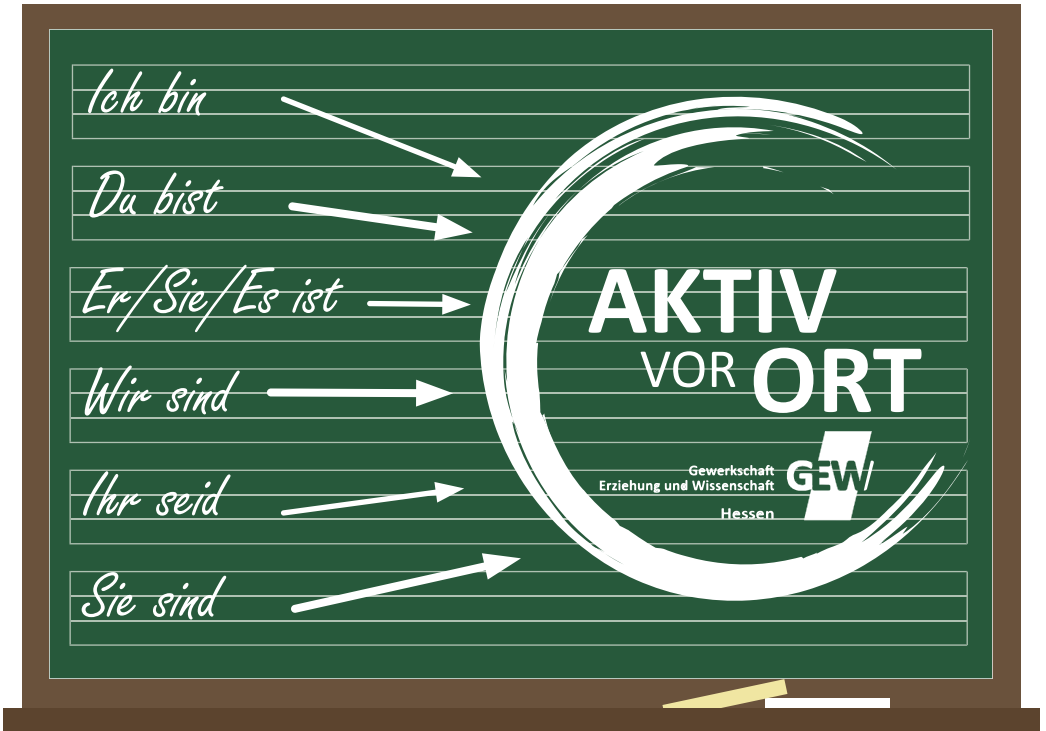 Ich bin
Du bist
Er/Sie/Es ist
Wir sind
Ihr seid
Sie sind
AKTIV
VOR ORT
Gewerkschaft
Erziehung und Wissenschaft
Hessen
GEW